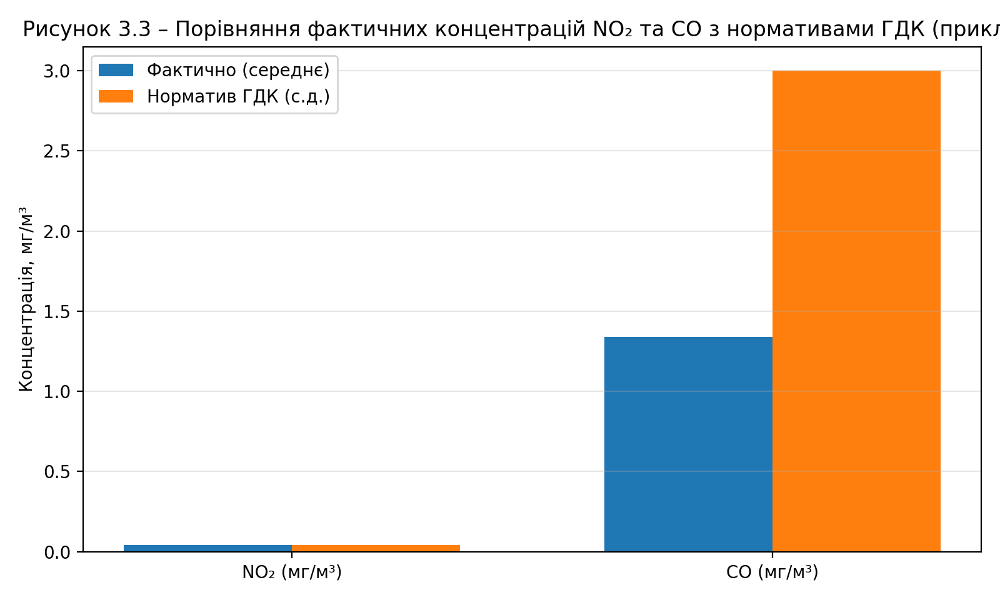 Рисунок 3.3 – Порівняння фактичних концентрацій NO₂ та CO з нормативами ГДК (прикл
Фактично (середнє)
Норматив ГДК (с.д.)
Концентрація, мг/м³
3.0
2.5
2.0
1.5
1.0
0.5
0.0
NO₂ (мг/м³)
CO (мг/м³)